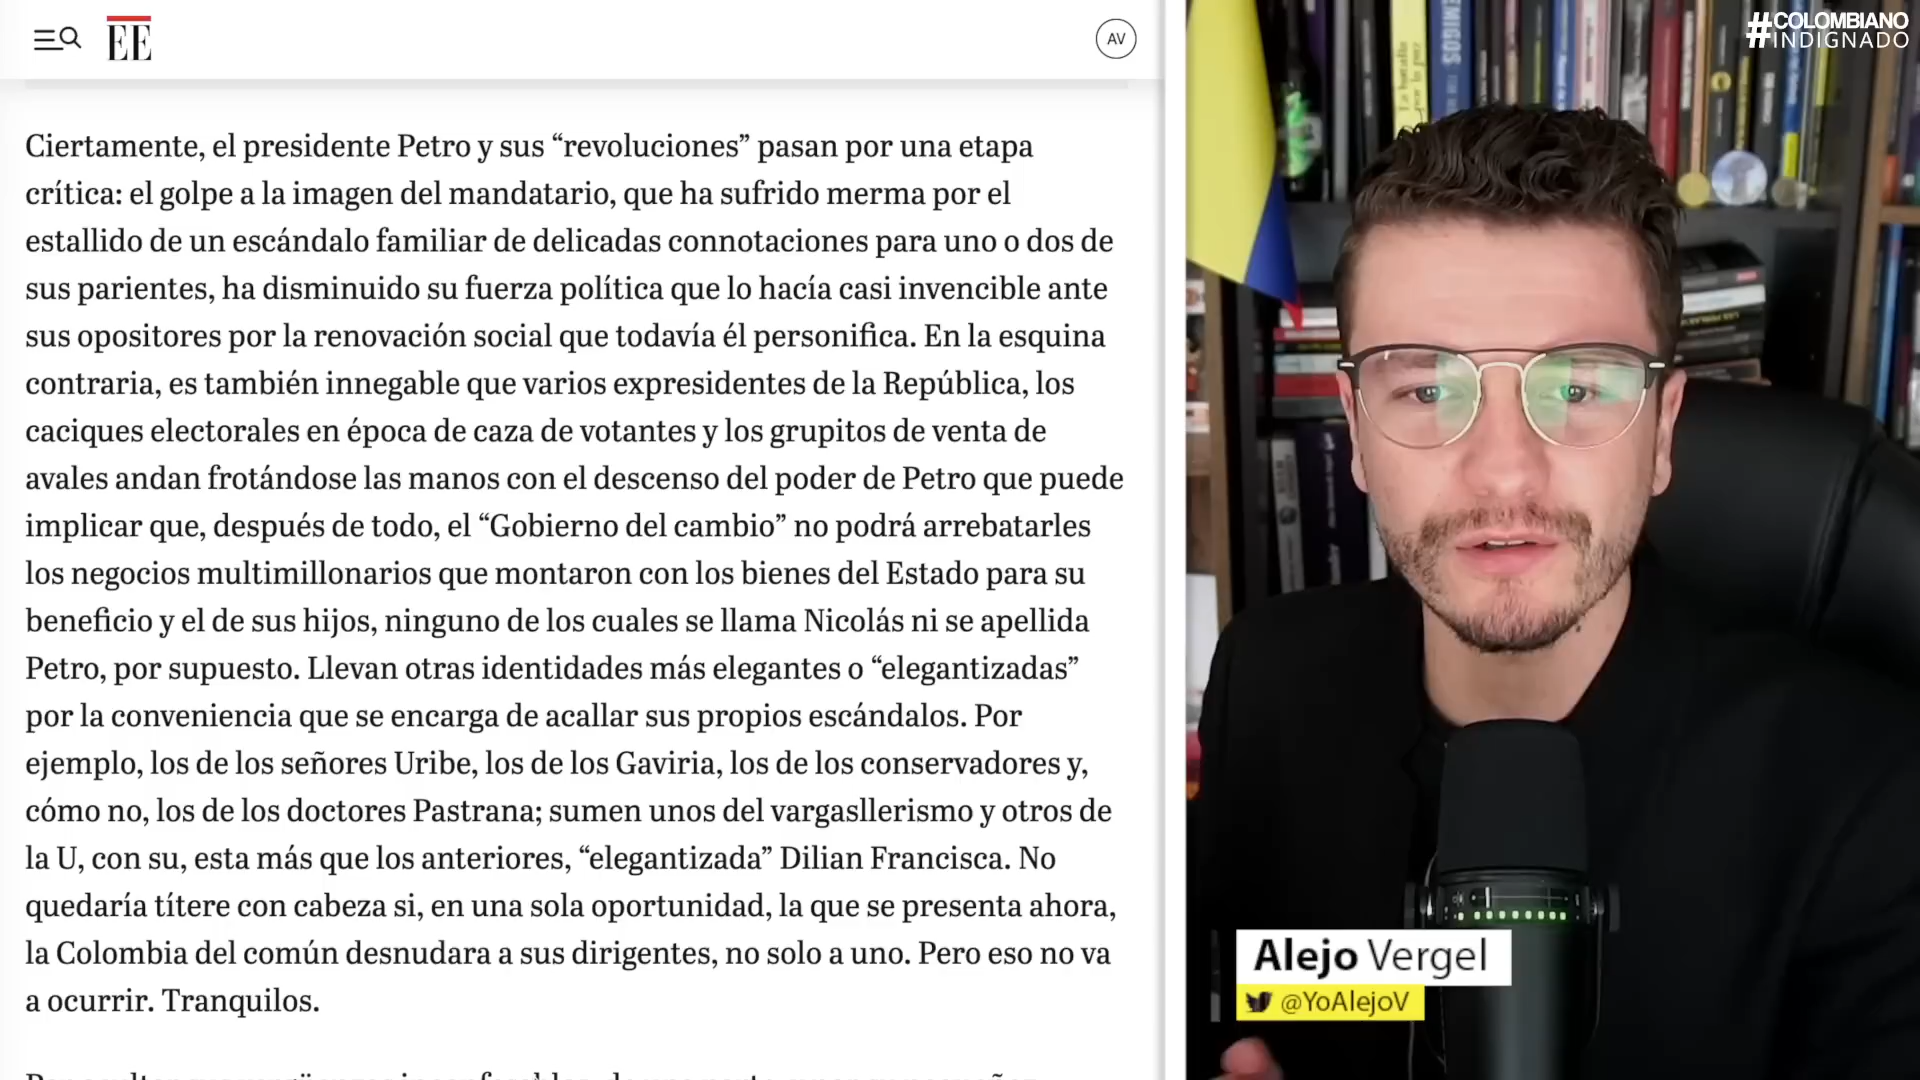 EE
AV
Ciertamente, el presidente Petro y sus “revoluciones” pasan por una etapa
crítica: el golpe a la imagen del mandatario, que ha sufrido merma por el
estallido de un escándalo familiar de delicadas connotaciones para uno o dos de
sus parientes, ha disminuido su fuerza política que lo hacía casi invencible ante
sus opositores por la renovación social que todavía él personifica. En la esquina
contraria, es también innegable que varios expresidentes de la República, los
caciques electorales en época de caza de votantes y los grupitos de venta de
avales andan frotándose las manos con el descenso del poder de Petro que puede
implicar que, después de todo, el “Gobierno del cambio” no podrá arrebatarles
los negocios multimillonarios que montaron con los bienes del Estado para su
beneficio y el de sus hijos, ninguno de los cuales se llama Nicolás ni se apellida
Petro, por supuesto. Llevan otras identidades más elegantes o “elegantizadas”
por la conveniencia que se encarga de acallar sus propios escándalos. Por
ejemplo, los de los señores Uribe, los de los Gaviria, los de los conservadores y,
cómo no, los de los doctores Pastrana; sumen unos del vargasllerismo y otros de
la U, con su, esta más que los anteriores, “elegantizada” Dilian Francisca. No
quedaría títere con cabeza si, en una sola oportunidad, la que se presenta ahora,
la Colombia del común desnudara a sus dirigentes, no solo a uno. Pero eso no va
a ocurrir. Tranquilos.
#COLOMBIANO
INDIGNADO
La batalla
por la paz
Alejo Vergel
@YoAlejoV